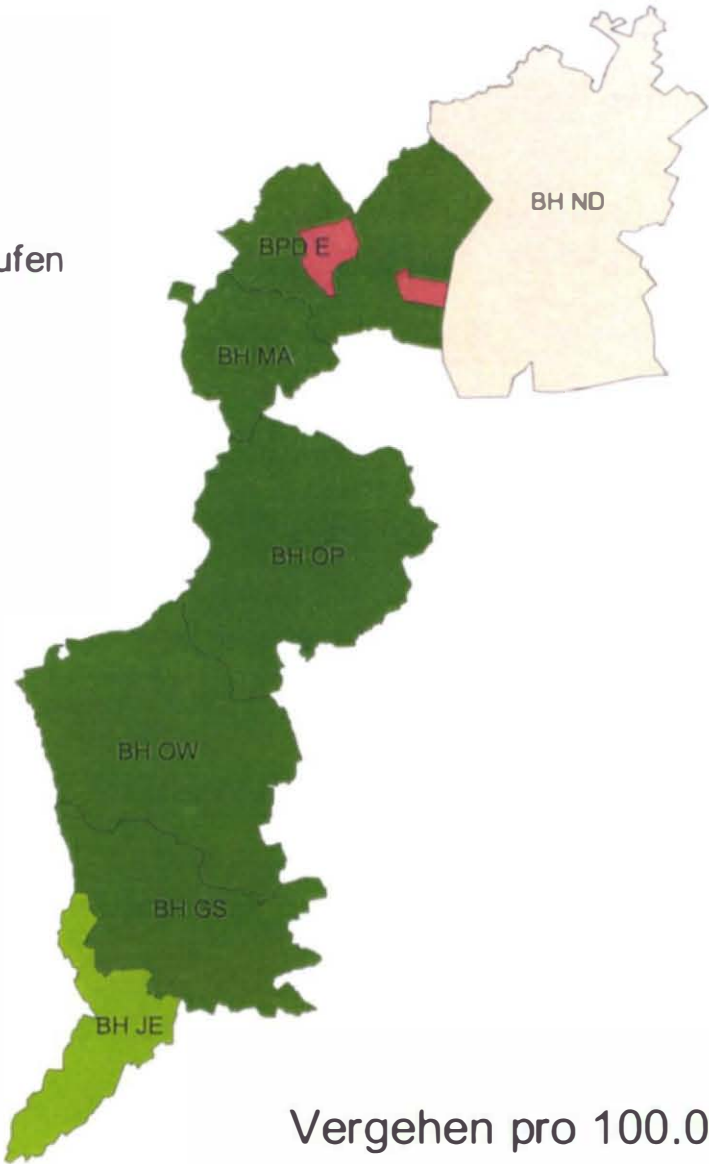 BH ND
BPD E
ufen
BH MA
BH OP
BH OW
BH GS
BH JE
Vergehen pro 100.0